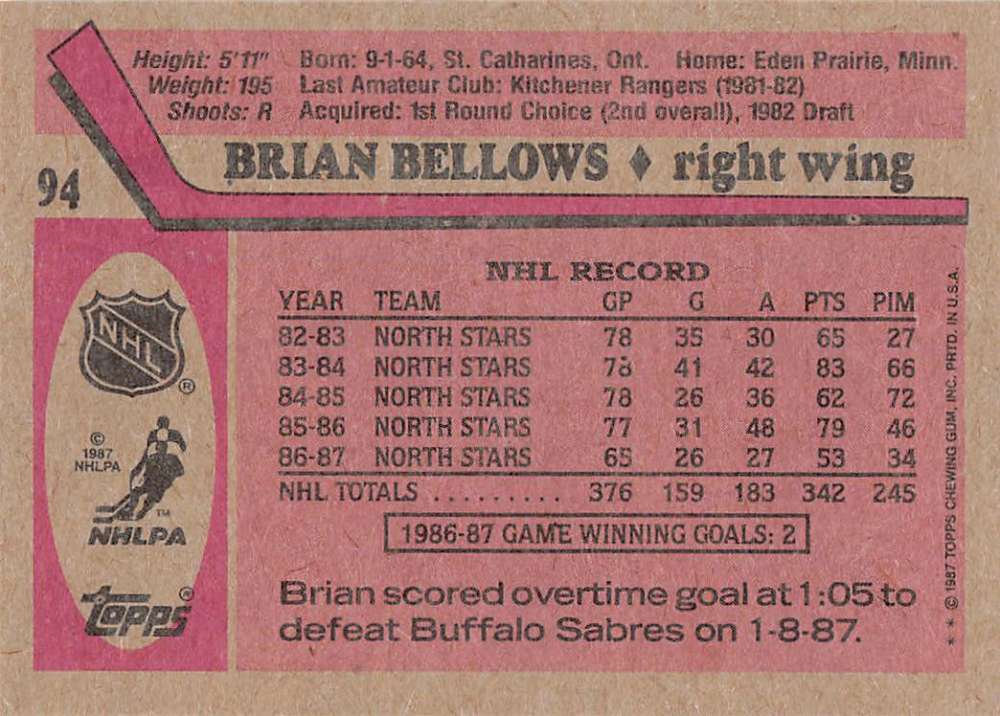 Height: 5'11" Born: 9-1-64, St. Catharines, Ont. Home: Eden Prairie, Minn.
Weight: 195 Last Amateur Club: Kitchener Rangers (1981-82)
Shoots: R Acquired: 1st Round Choice (2nd overall), 1982 Draft
94 BRIAN BELLOWS ♦ right wing
NHL RECORD
YEAR TEAM GP G A PTS PIM
82-83 NORTH STARS 78 35 30 65 27
83-84 NORTH STARS 78 41 42 83 66
84-85 NORTH STARS 78 26 36 62 72
85-86 NORTH STARS 77 31 48 79 46
86-87 NORTH STARS 65 26 27 53 34
NHL TOTALS .......... 376 159 183 342 245
1986-87 GAME WINNING GOALS: 2
Brian scored overtime goal at 1:05 to
defeat Buffalo Sabres on 1-8-87.
NHL ®
©
1987
NHLPA
TM
NHLPA
topps ®
* * © 1987 TOPPS CHEWING GUM, INC. PRTD. IN U.S.A.